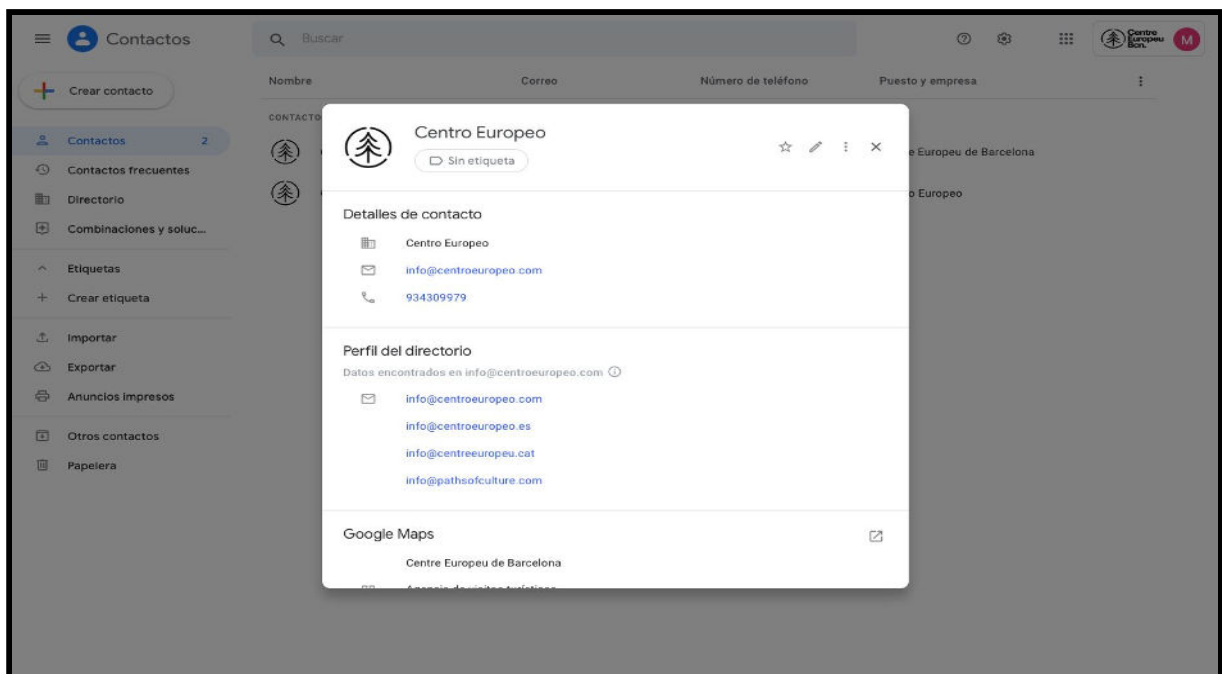 Contactos
Buscar
Centre
Europeu
Bcn.
M
Crear contacto
Nombre
Correo
Número de teléfono
Puesto y empresa
Contactos
2
Contactos frecuentes
Directorio
Combinaciones y soluc...
Etiquetas
Crear etiqueta
Importar
Exportar
Anuncios impresos
Otros contactos
Papelera
CONTACTO
e Europeu de Barcelona
o Europeo
Centro Europeo
Sin etiqueta
Detalles de contacto
Centro Europeo
info@centroeuropeo.com
934309979
Perfil del directorio
Datos encontrados en info@centroeuropeo.com
info@centroeuropeo.com
info@centroeuropeo.es
info@centreeuropeu.cat
info@pathsofculture.com
Google Maps
Centre Europeu de Barcelona